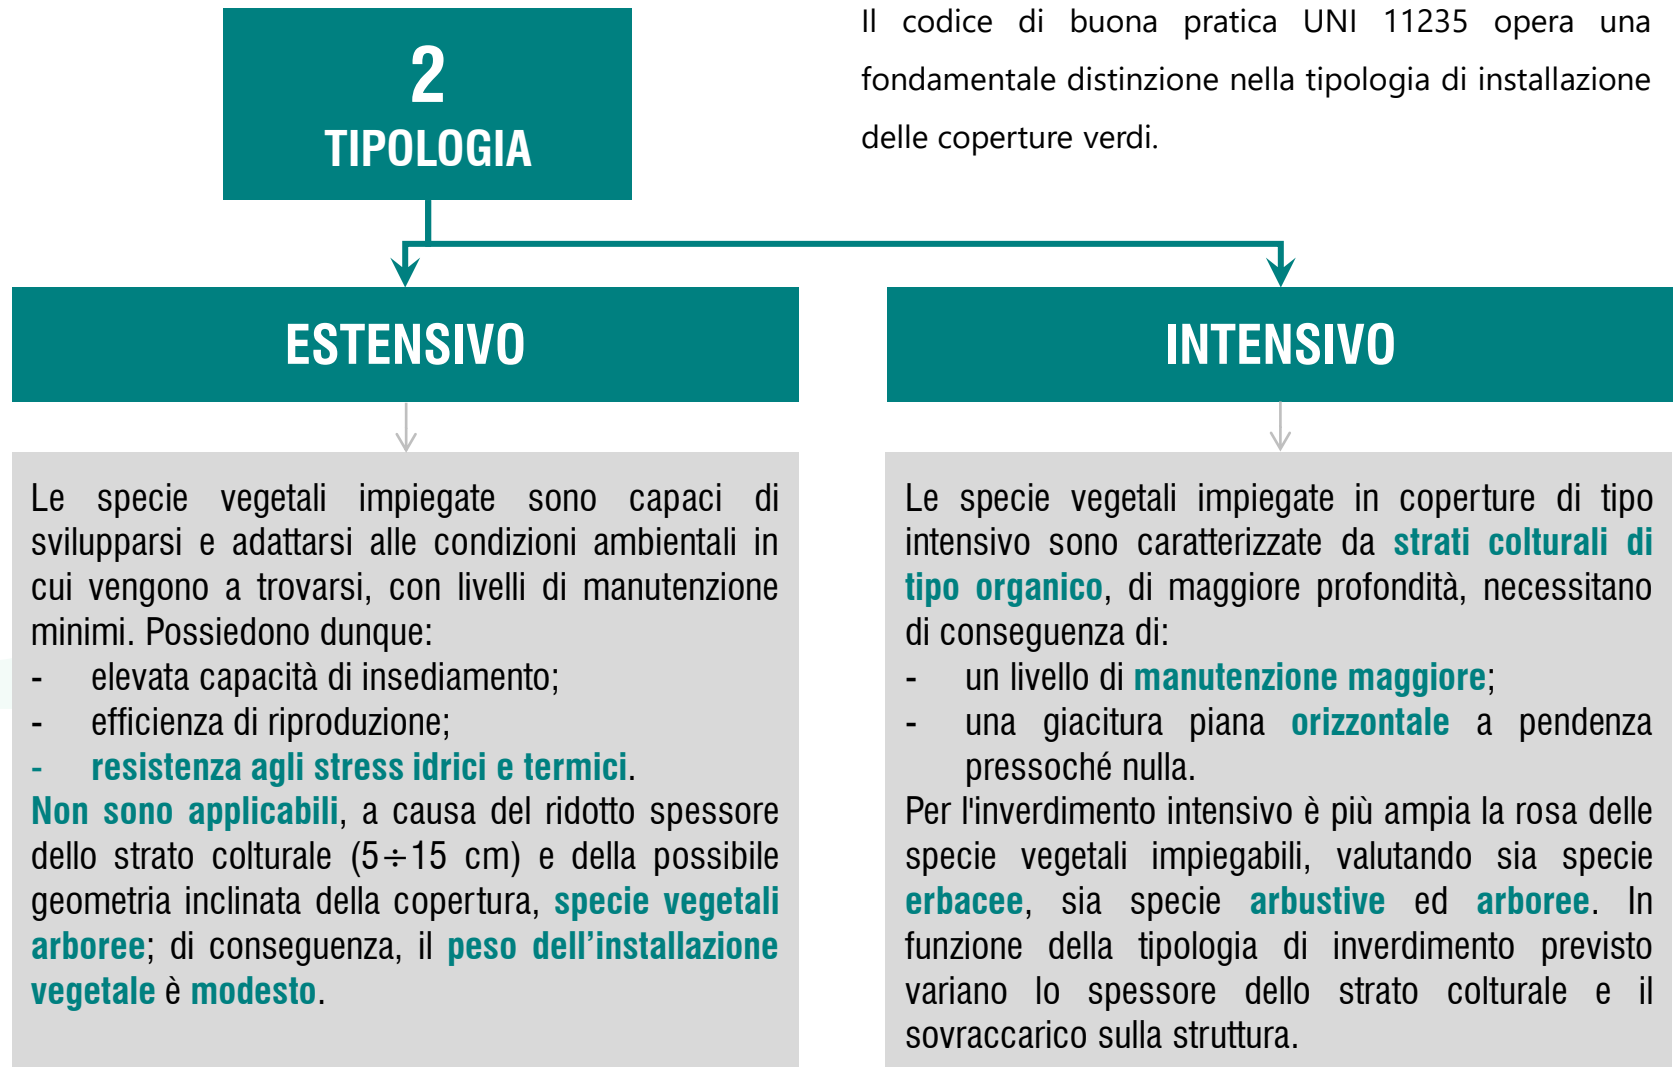 2
TIPOLOGIA
Il codice di buona pratica UNI 11235 opera una
fondamentale distinzione nella tipologia di installazione
delle coperture verdi.
ESTENSIVO
Le specie vegetali impiegate sono capaci di
svilupparsi e adattarsi alle condizioni ambientali in
cui vengono a trovarsi, con livelli di manutenzione
minimi. Possiedono dunque:
- elevata capacità di insediamento;
- efficienza di riproduzione;
- resistenza agli stress idrici e termici.
Non sono applicabili, a causa del ridotto spessore
dello strato colturale (5÷15 cm) e della possibile
geometria inclinata della copertura, specie vegetali
arboree; di conseguenza, il peso dell’installazione
vegetale è modesto.
INTENSIVO
Le specie vegetali impiegate in coperture di tipo
intensivo sono caratterizzate da strati colturali di
tipo organico, di maggiore profondità, necessitano
di conseguenza di:
- un livello di manutenzione maggiore;
- una giacitura piana orizzontale a pendenza
pressoché nulla.
Per l'inverdimento intensivo è più ampia la rosa delle
specie vegetali impiegabili, valutando sia specie
erbacee, sia specie arbustive ed arboree. In
funzione della tipologia di inverdimento previsto
variano lo spessore dello strato colturale e il
sovraccarico sulla struttura.